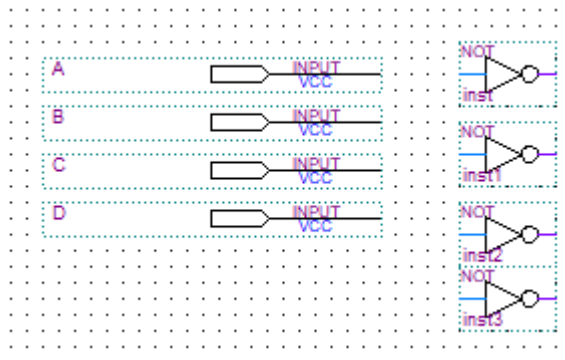 NOT
A INPUT
VCC
inst
B INPUT
VCC
NOT
C INPUT
VCC
inst1
D INPUT
VCC
NOT
inst2
NOT
inst3